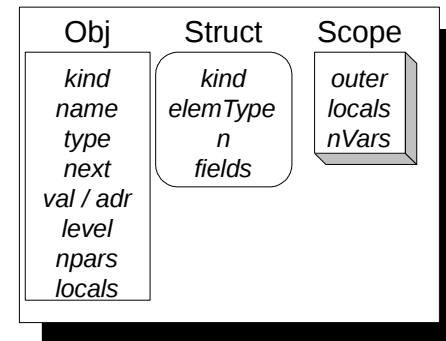 Obj
kind
name
type
next
val / adr
level
npars
locals
Struct
kind
elemType
n
fields
Scope
outer
locals
nVars